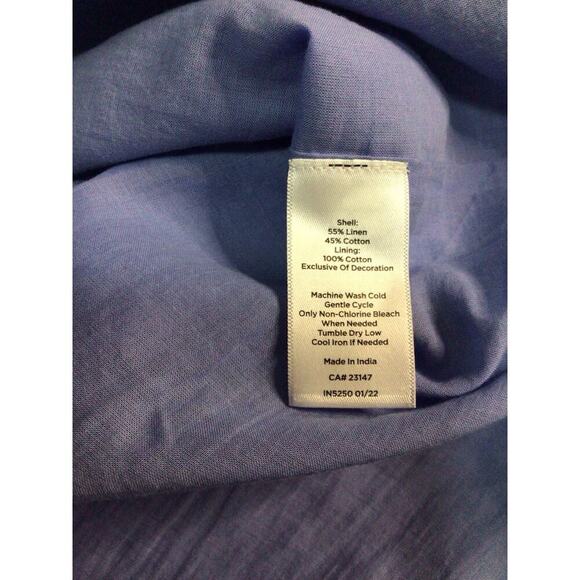 Shell:
55% Linen
45% Cotton
Lining:
100% Cotton
Exclusive Of Decoration
Machine Wash Cold
Gentle Cycle
Only Non-Chlorine Bleach
When Needed
Tumble Dry Low
Cool Iron If Needed
Made In India
CA# 23147
IN5250 01/22